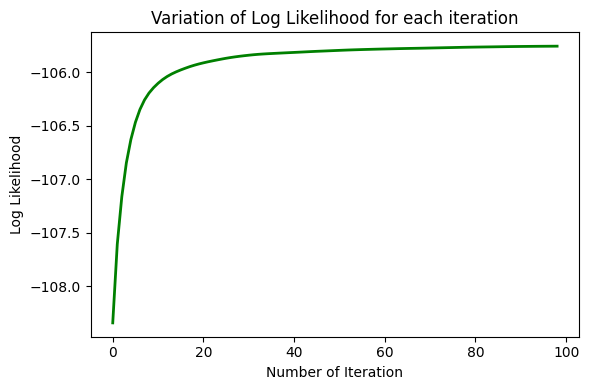 Variation of Log Likelihood for each iteration
−106.0
−106.5
−107.0
−107.5
−108.0
Log Likelihood
0 20 40 60 80 100
Number of Iteration